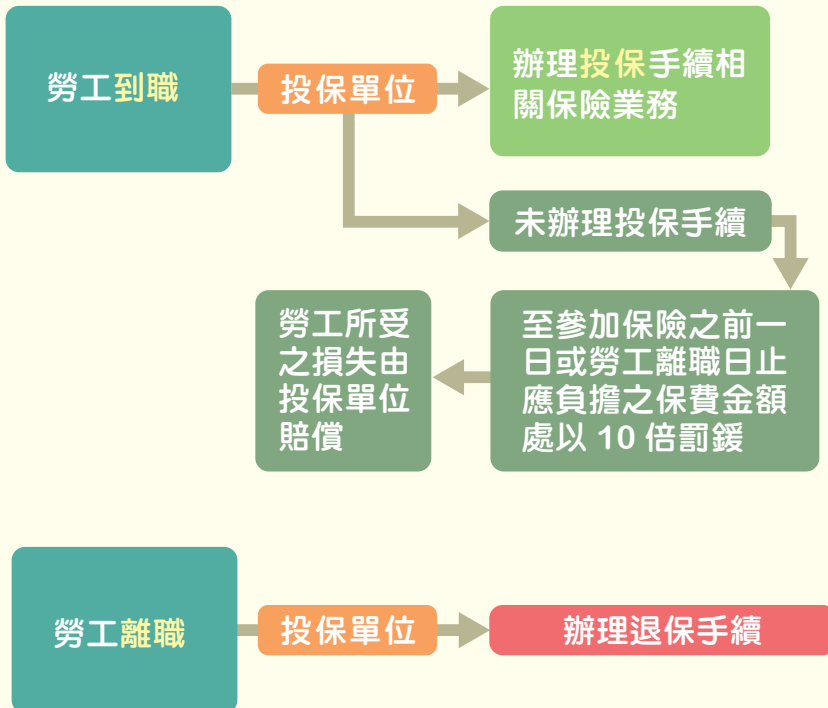 勞工到職
投保單位
辦理投保手續相
關保險業務
未辦理投保手續
至參加保險之前一
日或勞工離職日止
應負擔之保費金額
處以 10 倍罰鍰
勞工所受
之損失由
投保單位
賠償
勞工離職
投保單位
辦理退保手續